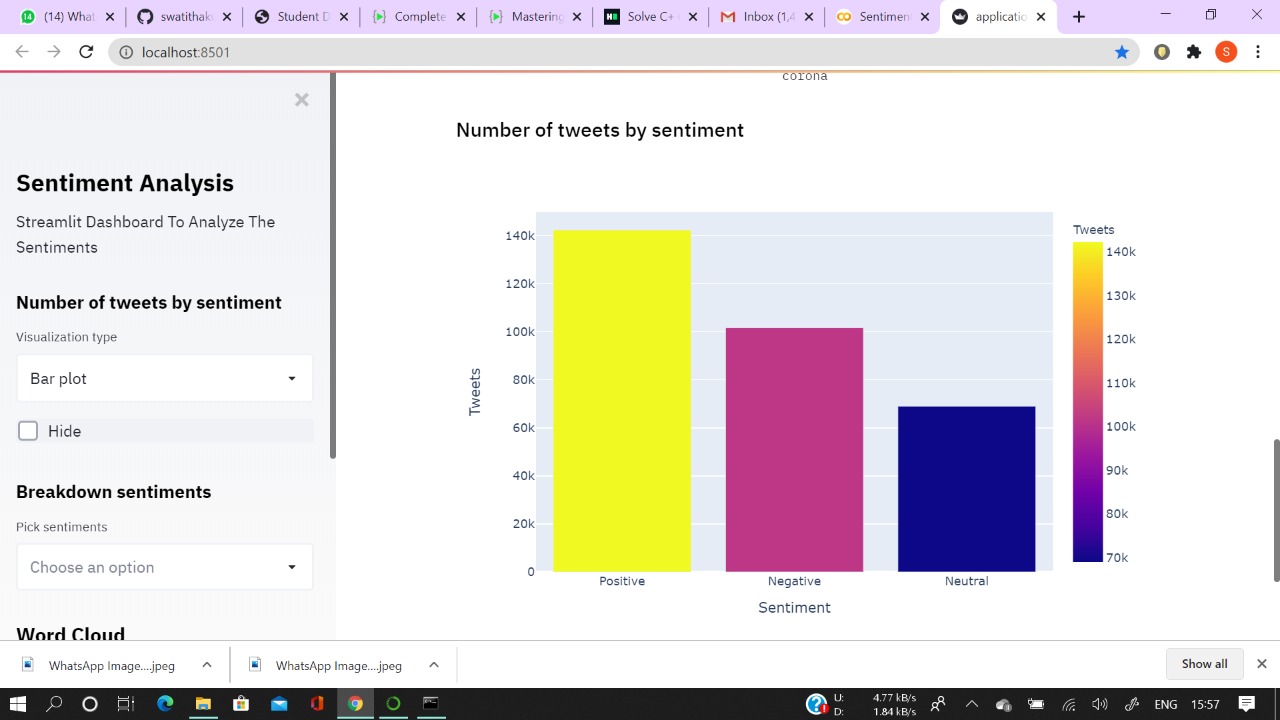 (14) What
swatithak
Student D
Complete
Mastering
Solve C+
Inbox (1,4
Sentiment
applicatio
localhost:8501
S
corona
Number of tweets by sentiment
Sentiment Analysis
Streamlit Dashboard To Analyze The
Sentiments
Number of tweets by sentiment
Visualization type
Bar plot
Hide
Breakdown sentiments
Pick sentiments
Choose an option
Word Cloud
Tweets
140k
120k
100k
80k
60k
40k
20k
0
Positive
Negative
Neutral
Sentiment
Tweets
140k
130k
120k
110k
100k
90k
80k
70k
WhatsApp Image....jpeg
WhatsApp Image....jpeg
Show all
U: 4.77 kB/s
D: 1.84 kB/s
ENG
15:57